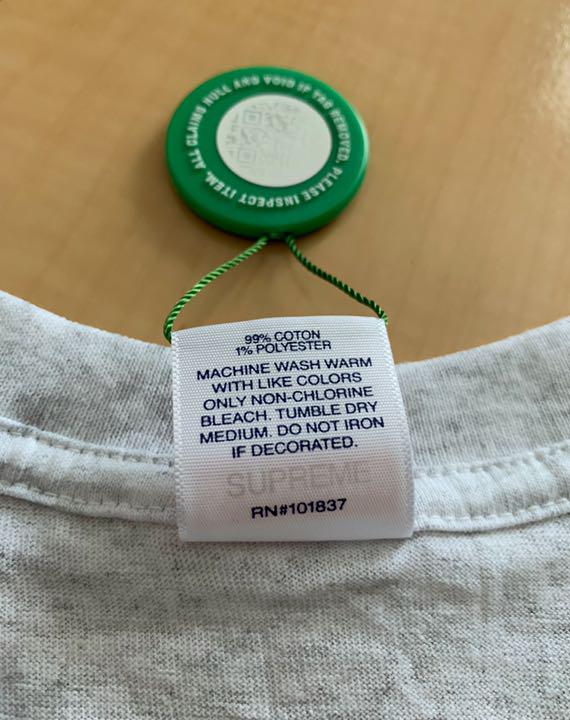 ALL CLAIMS NULL AND VOID IF TAG REMOVED. PLEASE INSPECT ITEM.
99% COTON
1% POLYESTER
MACHINE WASH WARM
WITH LIKE COLORS
ONLY NON-CHLORINE
BLEACH. TUMBLE DRY
MEDIUM. DO NOT IRON
IF DECORATED.
SUPREME
RN#101837